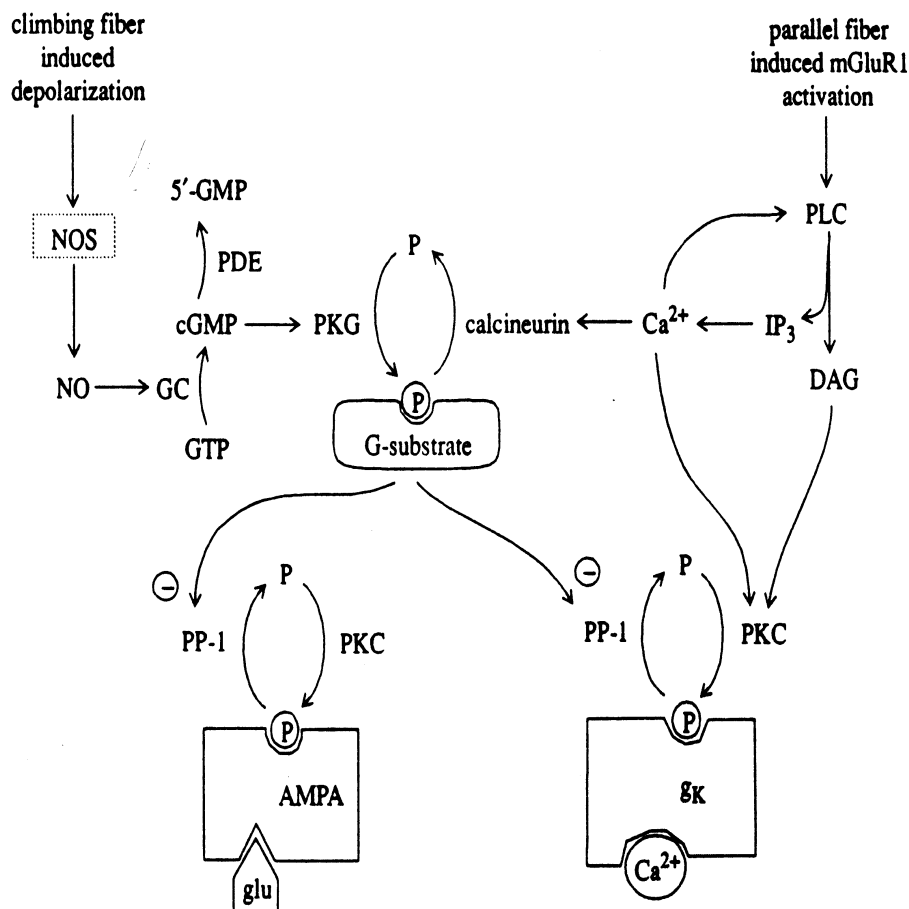 climbing fiber
induced
depolarization
parallel fiber
induced mGluR1
activation
5′-GMP
PLC
NOS
P
PDE
cGMP
PKG
calcineurin
Ca²⁺
IP₃
NO
GC
P
DAG
GTP
G-substrate
−
P
−
P
PP-1
PKC
PP-1
PKC
P
P
AMPA
gK
glu
Ca²⁺